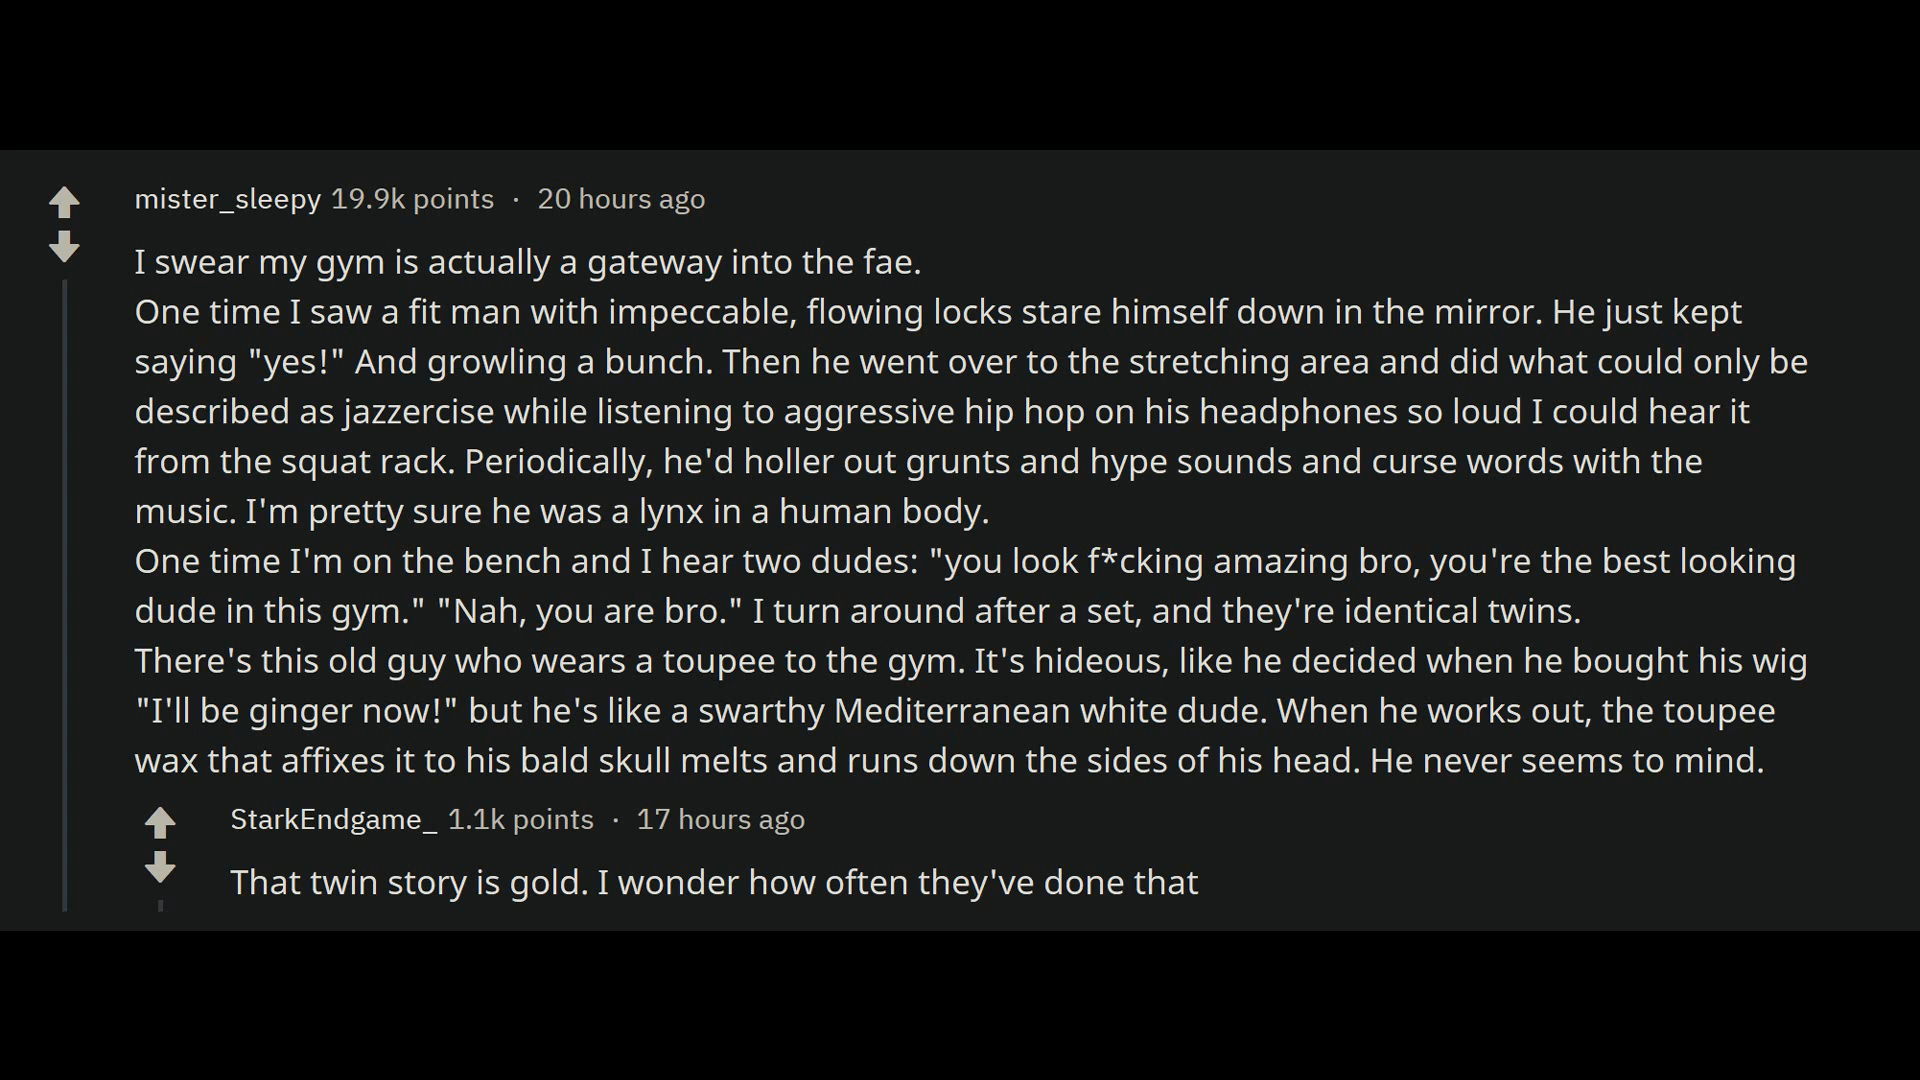 mister_sleepy 19.9k points · 20 hours ago
I swear my gym is actually a gateway into the fae.
One time I saw a fit man with impeccable, flowing locks stare himself down in the mirror. He just kept
saying "yes!" And growling a bunch. Then he went over to the stretching area and did what could only be
described as jazzercise while listening to aggressive hip hop on his headphones so loud I could hear it
from the squat rack. Periodically, he'd holler out grunts and hype sounds and curse words with the
music. I'm pretty sure he was a lynx in a human body.
One time I'm on the bench and I hear two dudes: "you look f*cking amazing bro, you're the best looking
dude in this gym." "Nah, you are bro." I turn around after a set, and they're identical twins.
There's this old guy who wears a toupee to the gym. It's hideous, like he decided when he bought his wig
"I'll be ginger now!" but he's like a swarthy Mediterranean white dude. When he works out, the toupee
wax that affixes it to his bald skull melts and runs down the sides of his head. He never seems to mind.
StarkEndgame_ 1.1k points · 17 hours ago
That twin story is gold. I wonder how often they've done that